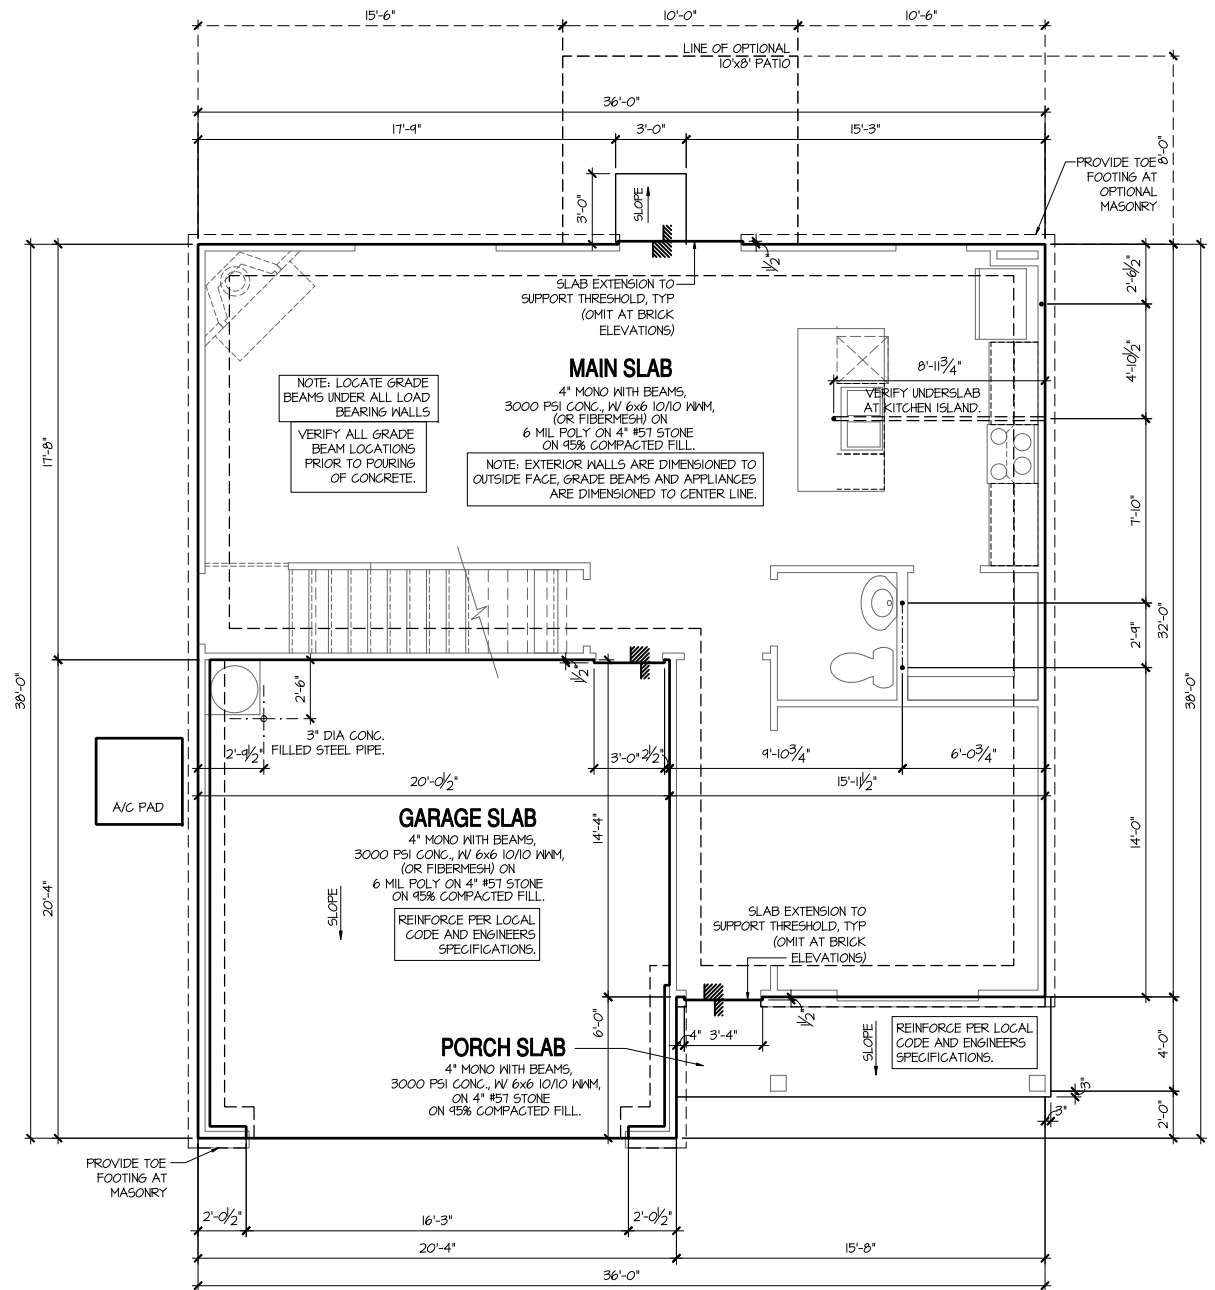 15'-6"
10'-0"
10'-6"
LINE OF OPTIONAL
10'x8' PATIO
36'-0"
17'-9"
3'-0"
15'-3"
8'-0"
PROVIDE TOE
FOOTING AT
OPTIONAL
MASONRY
3'-0"
SLOPE
1 1/2"
2'-6 1/2"
SLAB EXTENSION TO
SUPPORT THRESHOLD, TYP
(OMIT AT BRICK
ELEVATIONS)
MAIN SLAB
4" MONO WITH BEAMS,
3000 PSI CONC., W/ 6x6 10/10 WWM,
(OR FIBERMESH) ON
6 MIL POLY ON 4" #57 STONE
ON 95% COMPACTED FILL.
NOTE: EXTERIOR WALLS ARE DIMENSIONED TO
OUTSIDE FACE, GRADE BEAMS AND APPLIANCES
ARE DIMENSIONED TO CENTER LINE.
NOTE: LOCATE GRADE
BEAMS UNDER ALL LOAD
BEARING WALLS
VERIFY ALL GRADE
BEAM LOCATIONS
PRIOR TO POURING
OF CONCRETE.
8'-11 3/4"
VERIFY UNDERSLAB
AT KITCHEN ISLAND.
4'-10 1/2"
17'-8"
7'-10"
2'-9"
32'-0"
38'-0"
38'-0"
1 1/2"
2'-6"
3" DIA CONC.
FILLED STEEL PIPE.
2'-9 1/2"
3'-0"
2 1/2"
9'-10 3/4"
6'-0 3/4"
20'-0 1/2"
15'-11 1/2"
A/C PAD
GARAGE SLAB
4" MONO WITH BEAMS,
3000 PSI CONC., W/ 6x6 10/10 WWM,
(OR FIBERMESH) ON
6 MIL POLY ON 4" #57 STONE
ON 95% COMPACTED FILL.
REINFORCE PER LOCAL
CODE AND ENGINEERS
SPECIFICATIONS.
SLOPE
14'-4"
14'-0"
20'-4"
SLAB EXTENSION TO
SUPPORT THRESHOLD, TYP
(OMIT AT BRICK
ELEVATIONS)
1 1/2"
6'-0"
4"
3'-4"
SLOPE
REINFORCE PER LOCAL
CODE AND ENGINEERS
SPECIFICATIONS.
4'-0"
PORCH SLAB
4" MONO WITH BEAMS,
3000 PSI CONC., W/ 6x6 10/10 WWM,
ON 4" #57 STONE
ON 95% COMPACTED FILL.
3"
3"
2'-0"
PROVIDE TOE
FOOTING AT
MASONRY
2'-0 1/2"
16'-3"
2'-0 1/2"
20'-4"
15'-8"
36'-0"